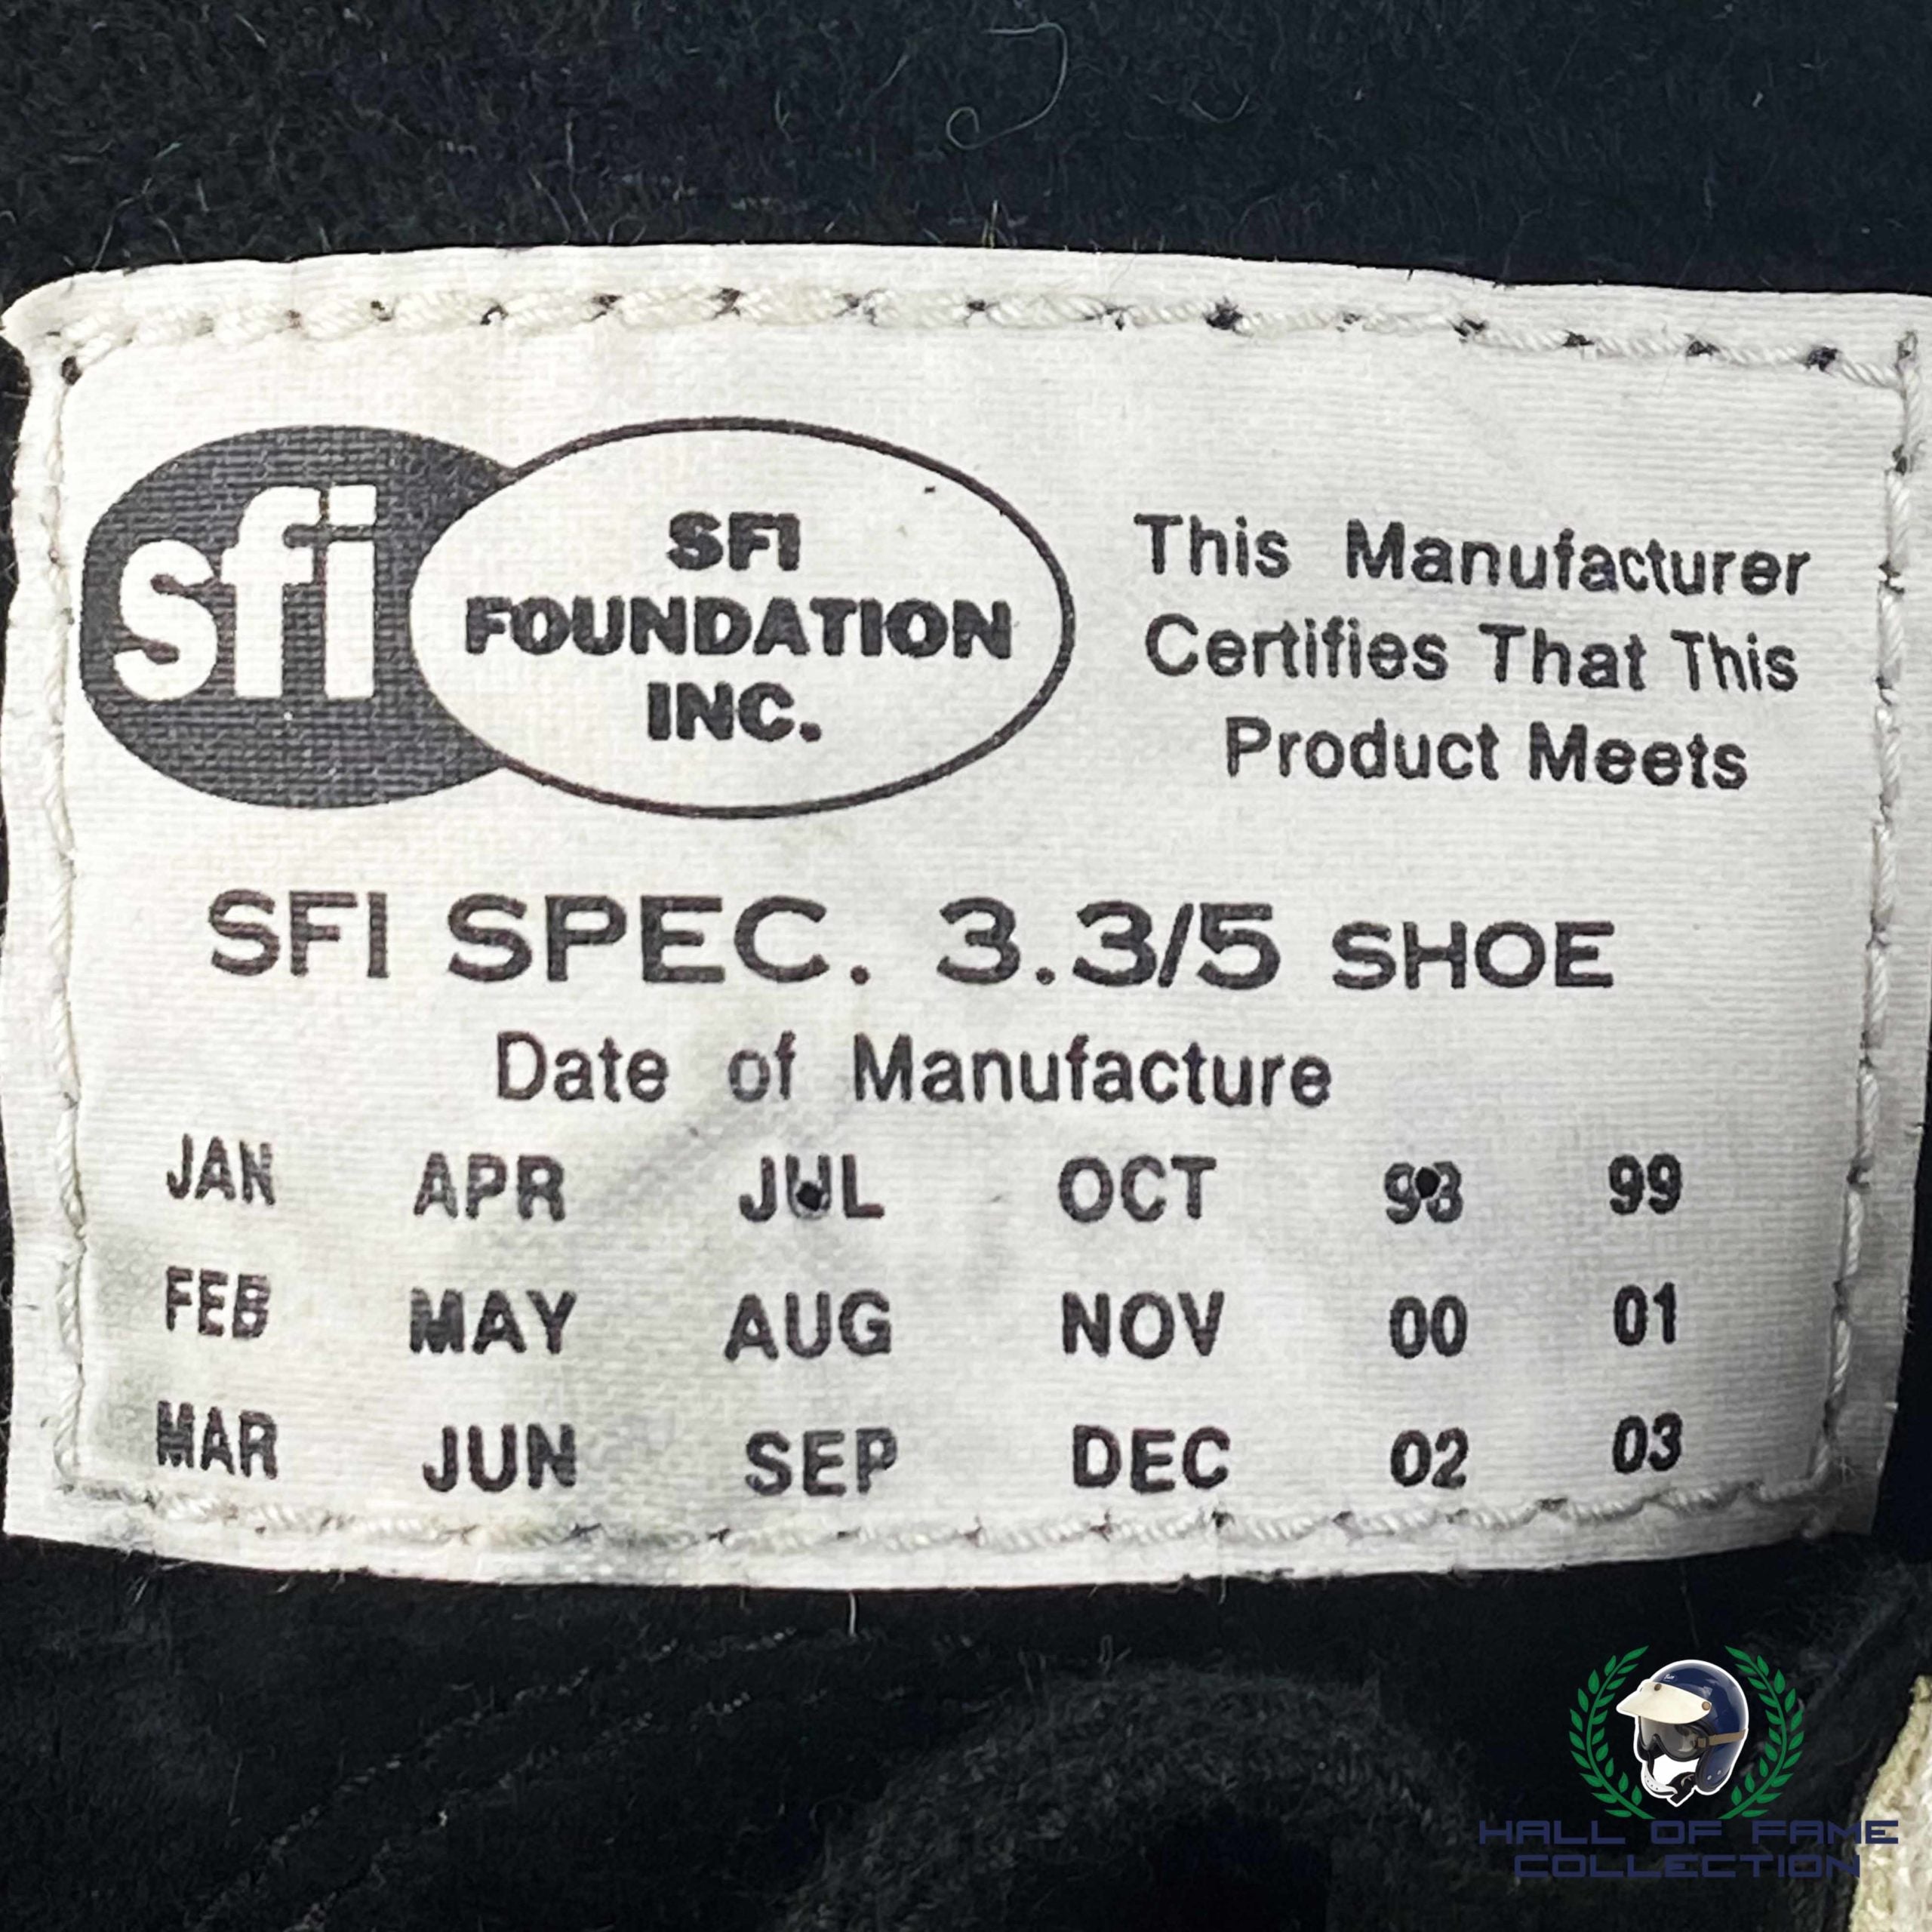 sfi
SFI
FOUNDATION
INC.
This Manufacturer
Certifies That This
Product Meets
SFI SPEC. 3.3/5 SHOE
Date of Manufacture
JAN APR JUL OCT 98 99
FEB MAY AUG NOV 00 01
MAR JUN SEP DEC 02 03
HALL OF FAME
COLLECTION